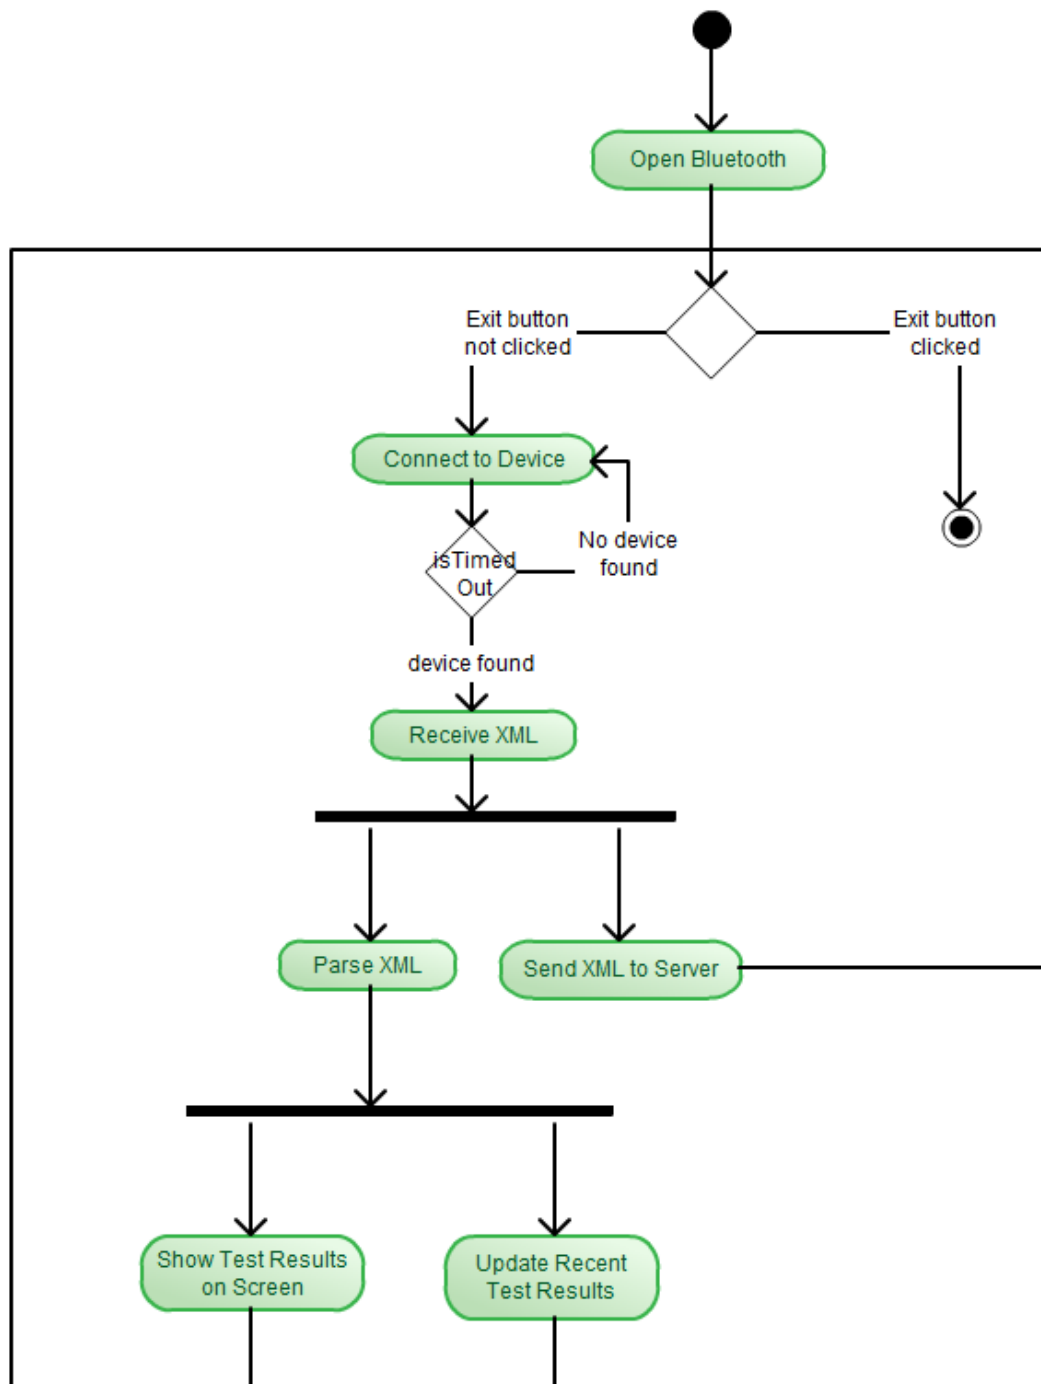 Open Bluetooth
Exit button
not clicked
Exit button
clicked
Connect to Device
isTimed
Out
No device
found
device found
Receive XML
Parse XML
Send XML to Server
Show Test Results
on Screen
Update Recent
Test Results